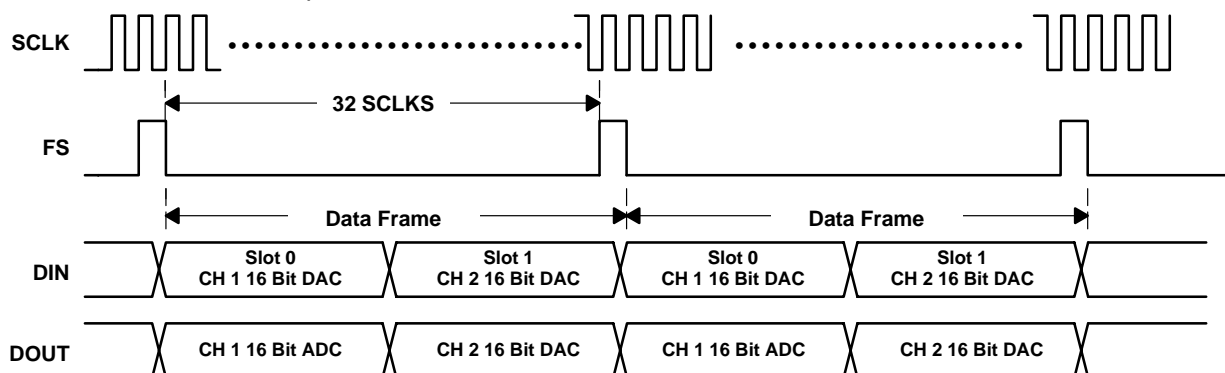 SCLK
32 SCLKS
FS
Data Frame
Data Frame
DIN
Slot 0
CH 1 16 Bit DAC
Slot 1
CH 2 16 Bit DAC
Slot 0
CH 1 16 Bit DAC
Slot 1
CH 2 16 Bit DAC
DOUT
CH 1 16 Bit ADC
CH 2 16 Bit DAC
CH 1 16 Bit ADC
CH 2 16 Bit DAC